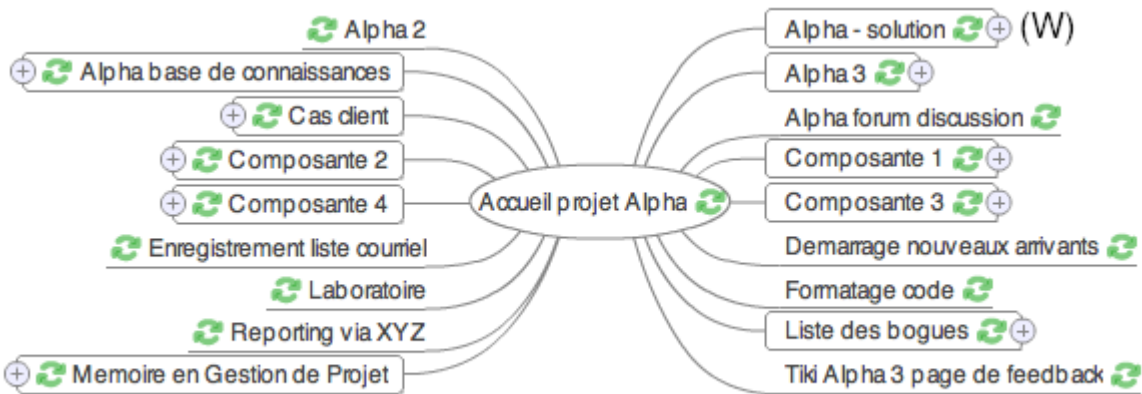 Alpha 2
Alpha base de connaissances
Cas client
Composante 2
Composante 4
Enregistrement liste courriel
Laboratoire
Reporting via XYZ
Memoire en Gestion de Projet
Accueil projet Alpha
Alpha - solution (W)
Alpha 3
Alpha forum discussion
Composante 1
Composante 3
Demarrage nouveaux arrivants
Formatage code
Liste des bogues
Tiki Alpha 3 page de feedback